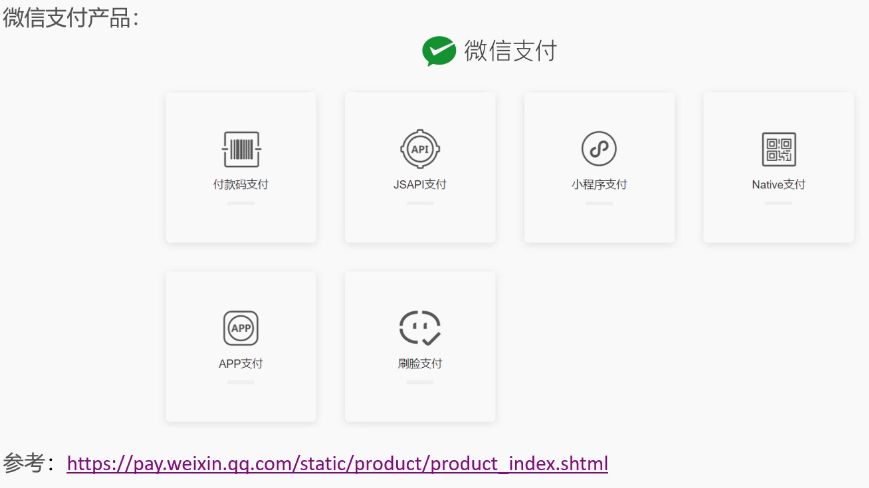 微信支付产品：
微信支付
付款码支付
API
JSAPI支付
小程序支付
Native支付
APP
APP支付
刷脸支付
参考：https://pay.weixin.qq.com/static/product/product_index.shtml